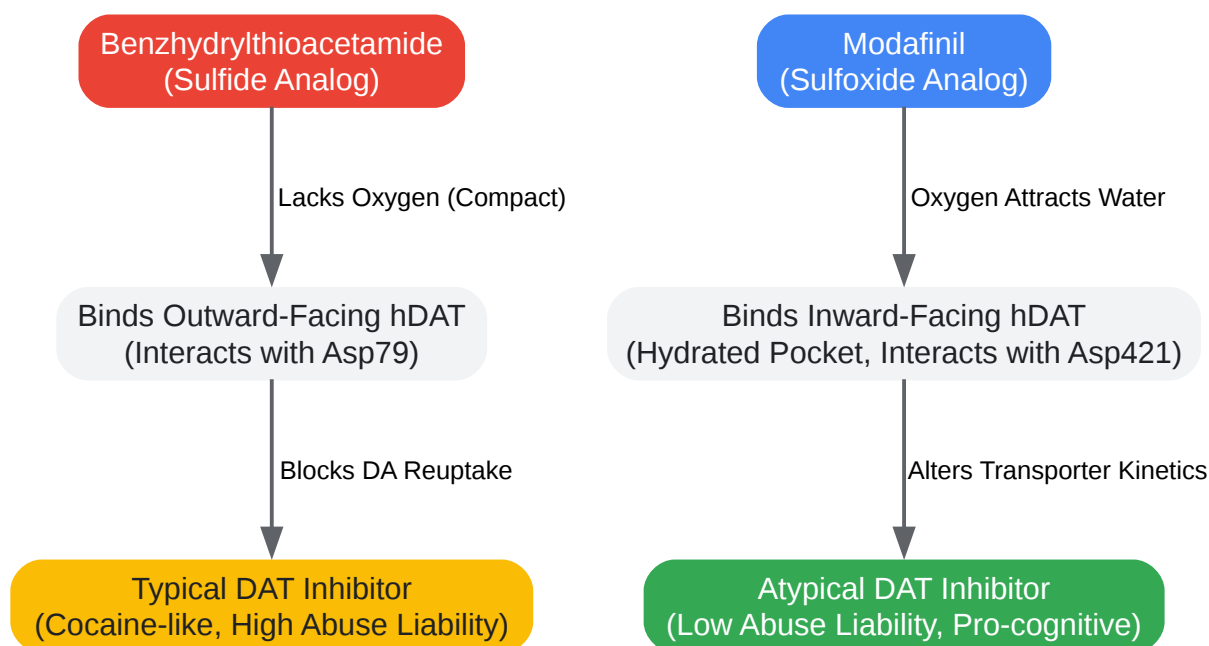 Benzhydrylthioacetamide
(Sulfide Analog)
Modafinil
(Sulfoxide Analog)
Lacks Oxygen (Compact)
Oxygen Attracts Water
Binds Outward-Facing hDAT
(Interacts with Asp79)
Binds Inward-Facing hDAT
(Hydrated Pocket, Interacts with Asp421)
Blocks DA Reuptake
Alters Transporter Kinetics
Typical DAT Inhibitor
(Cocaine-like, High Abuse Liability)
Atypical DAT Inhibitor
(Low Abuse Liability, Pro-cognitive)